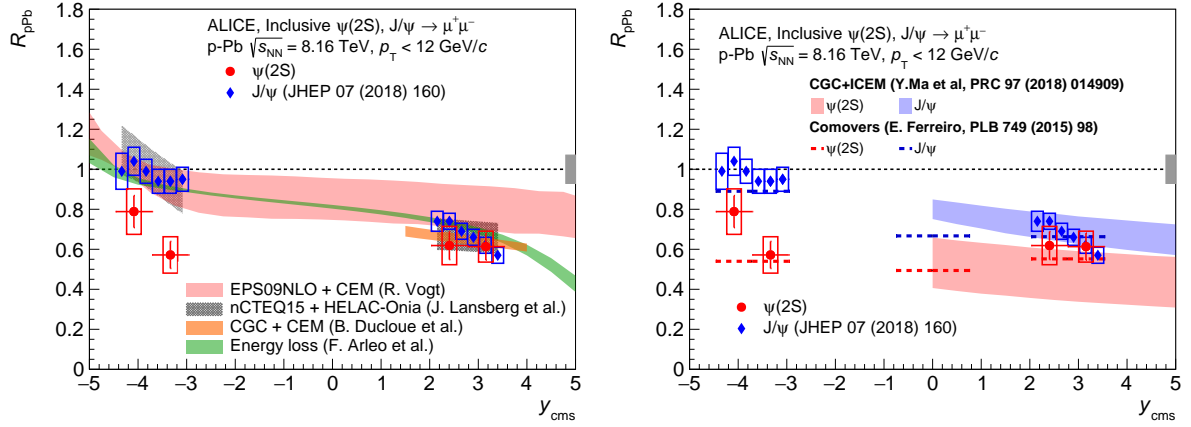 R_pPb
ALICE, Inclusive ψ(2S), J/ψ → μ⁺μ⁻
p-Pb √s_NN = 8.16 TeV, p_T < 12 GeV/c
ψ(2S)
J/ψ (JHEP 07 (2018) 160)
1.8
1.6
1.4
1.2
1
0.8
0.6
0.4
0.2
0
EPS09NLO + CEM (R. Vogt)
nCTEQ15 + HELAC-Onia (J. Lansberg et al.)
CGC + CEM (B. Ducloue et al.)
Energy loss (F. Arleo et al.)
−5 −4 −3 −2 −1 0 1 2 3 4 5
y_cms
R_pPb
ALICE, Inclusive ψ(2S), J/ψ → μ⁺μ⁻
p-Pb √s_NN = 8.16 TeV, p_T < 12 GeV/c
CGC+ICEM (Y.Ma et al, PRC 97 (2018) 014909)
ψ(2S) J/ψ
Comovers (E. Ferreiro, PLB 749 (2015) 98)
ψ(2S) J/ψ
1.8
1.6
1.4
1.2
1
0.8
0.6
0.4
0.2
0
ψ(2S)
J/ψ (JHEP 07 (2018) 160)
−5 −4 −3 −2 −1 0 1 2 3 4 5
y_cms